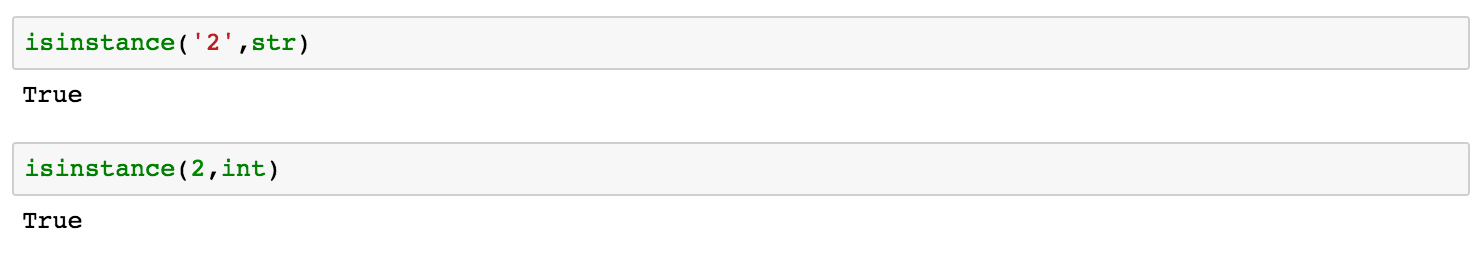 isinstance('2',str)
True
isinstance(2,int)
True